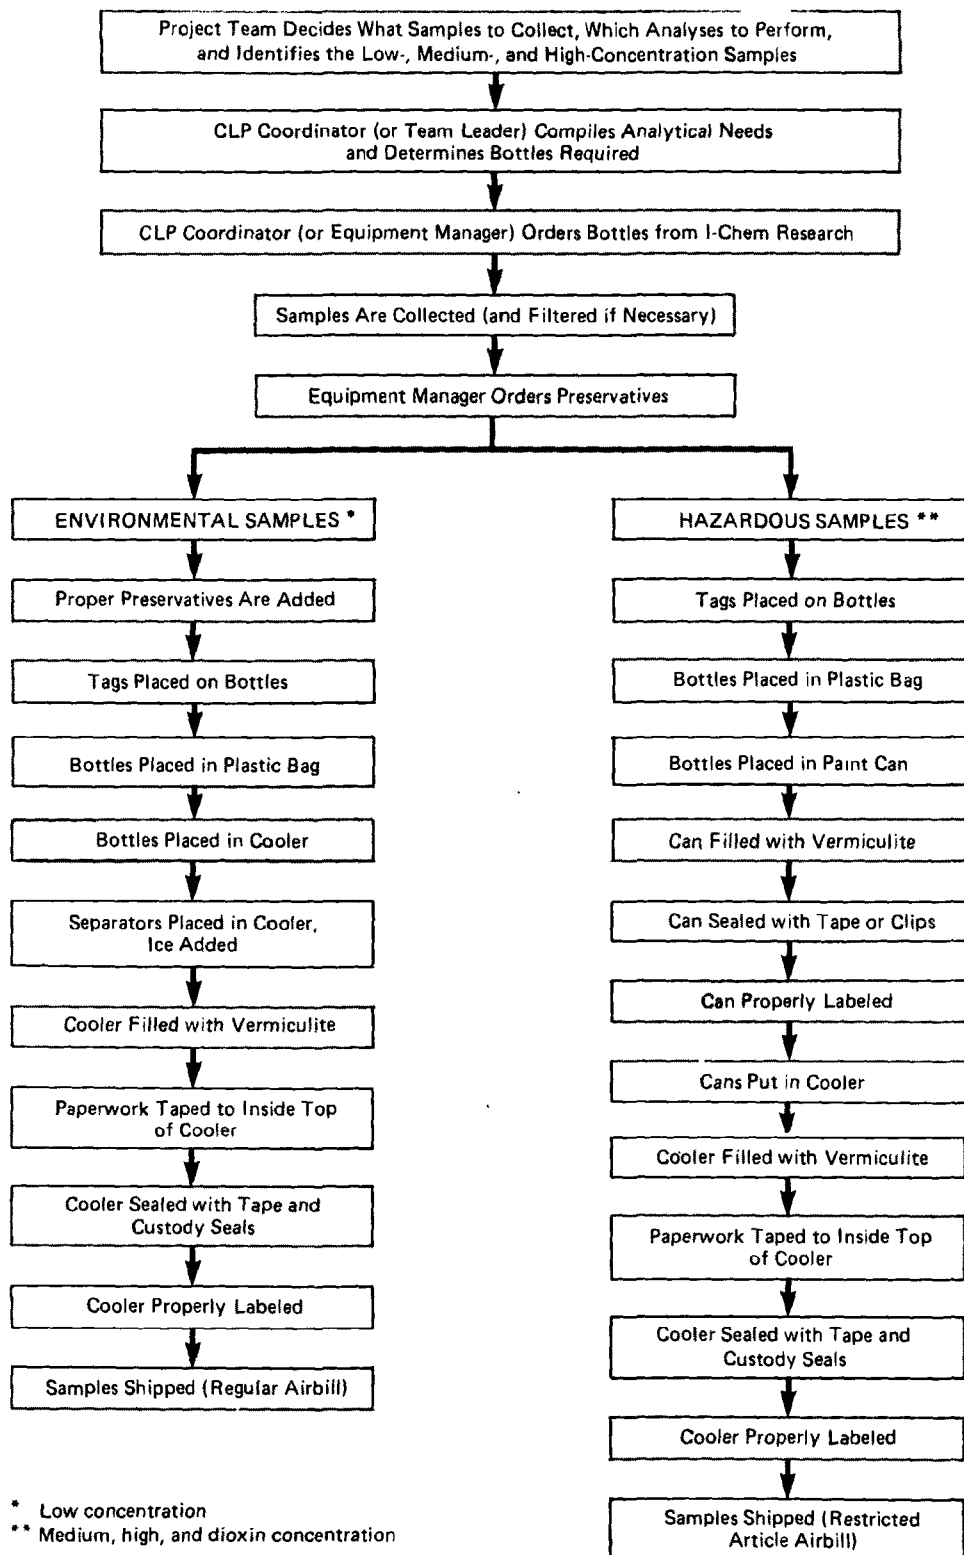 Project Team Decides What Samples to Collect, Which Analyses to Perform,
and Identifies the Low-, Medium-, and High-Concentration Samples
CLP Coordinator (or Team Leader) Compiles Analytical Needs
and Determines Bottles Required
CLP Coordinator (or Equipment Manager) Orders Bottles from I-Chem Research
Samples Are Collected (and Filtered if Necessary)
Equipment Manager Orders Preservatives
ENVIRONMENTAL SAMPLES *
Proper Preservatives Are Added
Tags Placed on Bottles
Bottles Placed in Plastic Bag
Bottles Placed in Cooler
Separators Placed in Cooler,
Ice Added
Cooler Filled with Vermiculite
Paperwork Taped to Inside Top
of Cooler
Cooler Sealed with Tape and
Custody Seals
Cooler Properly Labeled
Samples Shipped (Regular Airbill)
HAZARDOUS SAMPLES **
Tags Placed on Bottles
Bottles Placed in Plastic Bag
Bottles Placed in Paint Can
Can Filled with Vermiculite
Can Sealed with Tape or Clips
Can Properly Labeled
Cans Put in Cooler
Cooler Filled with Vermiculite
Paperwork Taped to Inside Top
of Cooler
Cooler Sealed with Tape and
Custody Seals
Cooler Properly Labeled
Samples Shipped (Restricted
Article Airbill)
* Low concentration
** Medium, high, and dioxin concentration